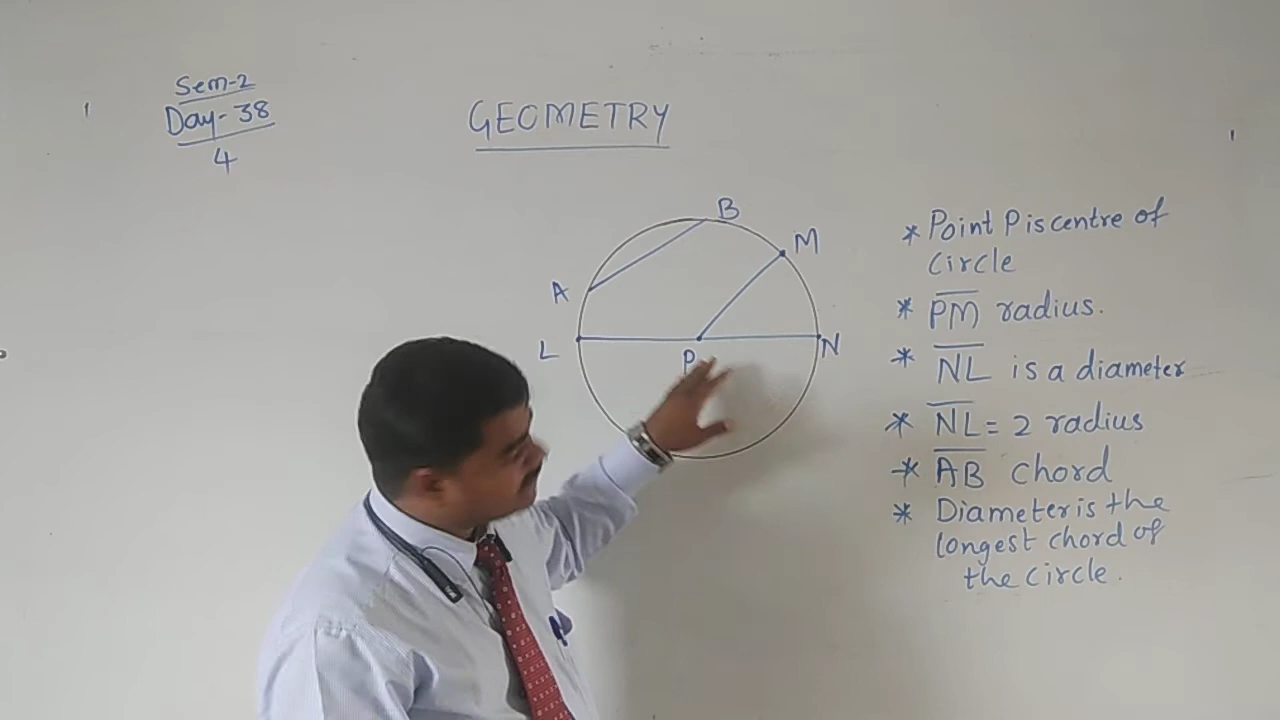 Sem-2
Day-38
4
GEOMETRY
B
M
A
L
P
N
* Point P is centre of
circle
* PM radius.
* NL is a diameter
* NL = 2 radius
* AB chord
* Diameter is the
longest chord of
the circle.